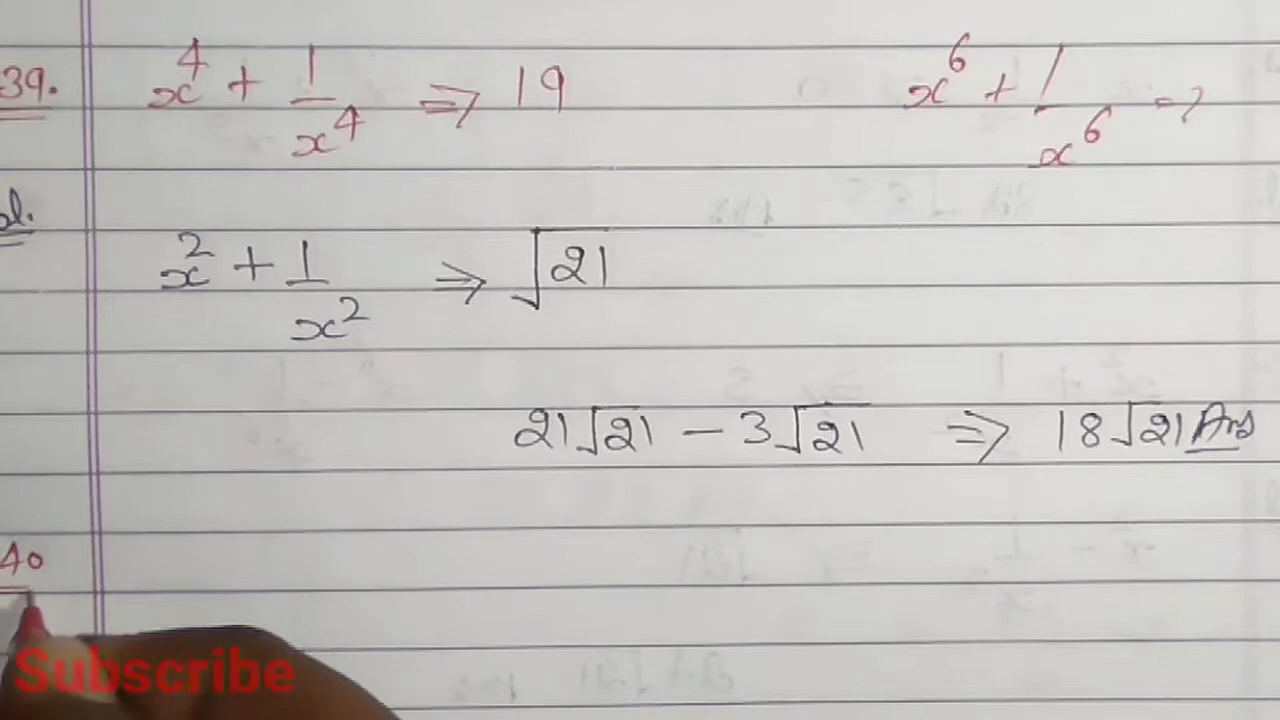 39. x⁴ + 1/x⁴ ⇒ 19 x⁶ + 1/x⁶ = ?
ol. x² + 1/x² ⇒ √21
21√21 − 3√21 ⇒ 18√21 Ans
40
Subscribe